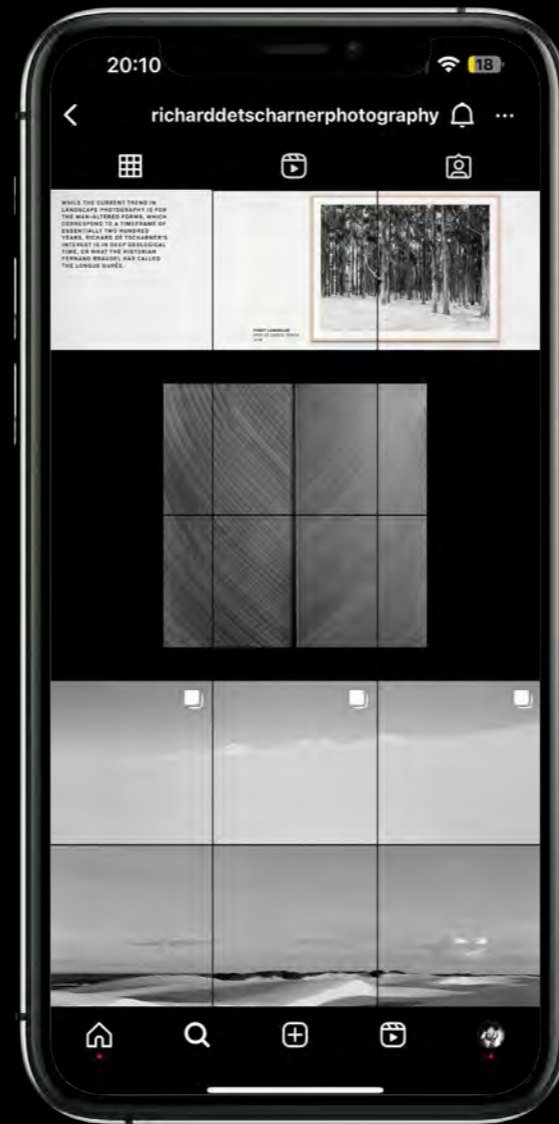 20:10
18
richarddetscharnerphotography
WHILE THE CURRENT TREND IN
LANDSCAPE PHOTOGRAPHY IS FOR
THE MAN-ALTERED FORMS, WHICH
CORRESPOND TO A TIMEFRAME OF
ESSENTIALLY TWO HUNDRED
YEARS, RICHARD DE TSCHARNER'S
INTEREST IS IN DEEP GEOLOGICAL
TIME, OR WHAT THE HISTORIAN
FERNAND BRAUDEL HAS CALLED
THE LONGUE DURÉE.